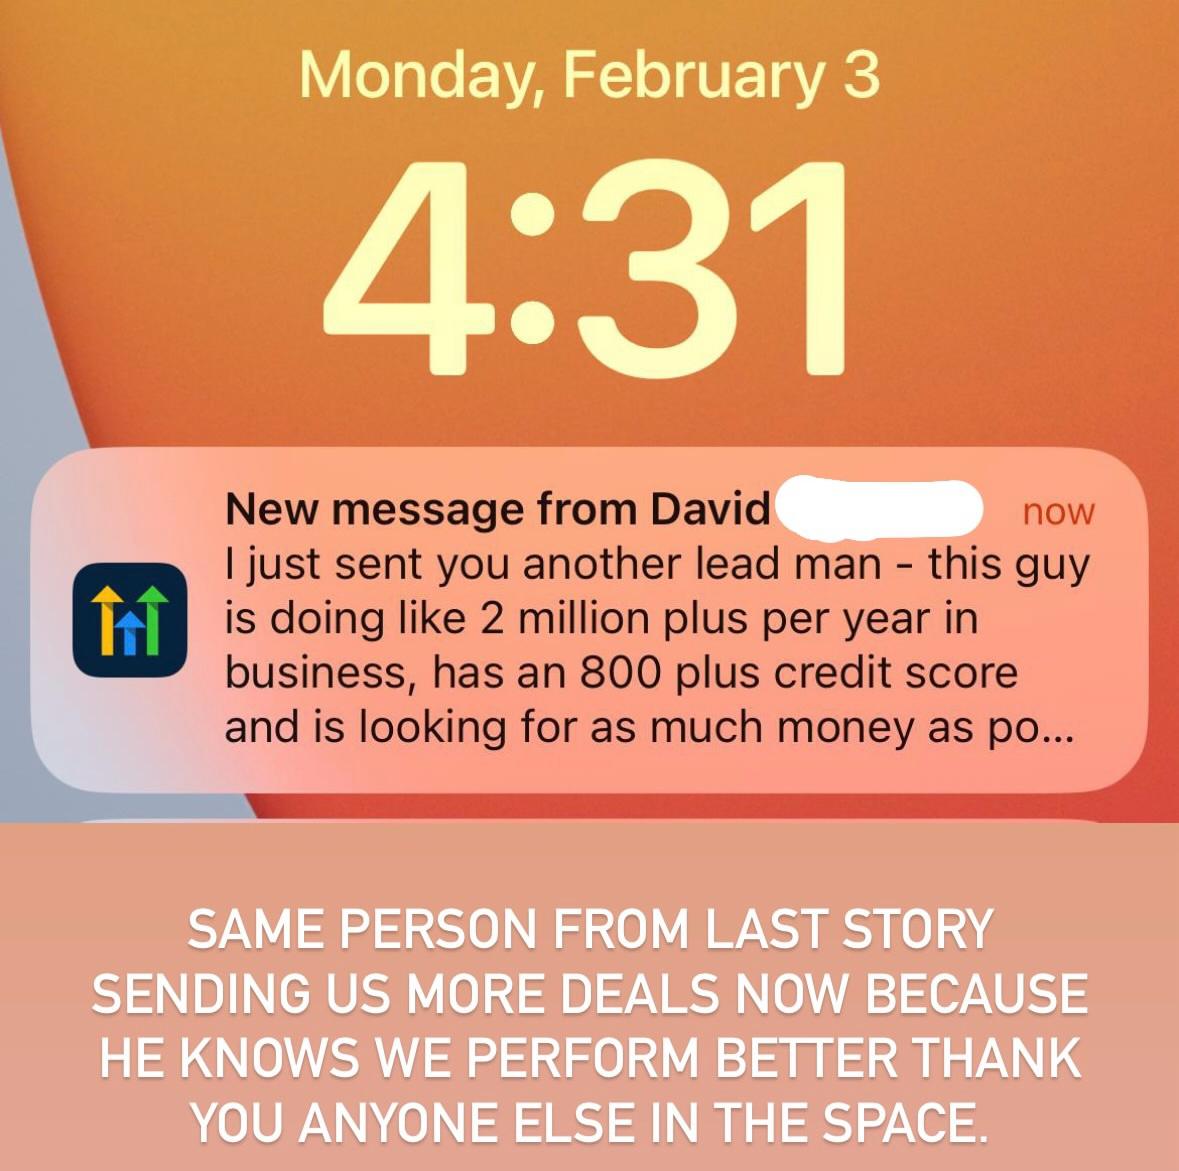 Monday, February 3
4:31
New message from David
now
I just sent you another lead man - this guy
is doing like 2 million plus per year in
business, has an 800 plus credit score
and is looking for as much money as po...
SAME PERSON FROM LAST STORY
SENDING US MORE DEALS NOW BECAUSE
HE KNOWS WE PERFORM BETTER THANK
YOU ANYONE ELSE IN THE SPACE.